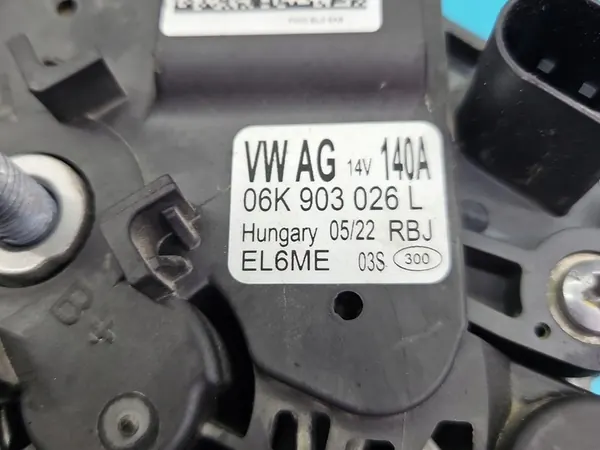 VW AG 14V 140A
06K 903 026 L
Hungary 05/22 RBJ
EL6ME 03S 300
B+